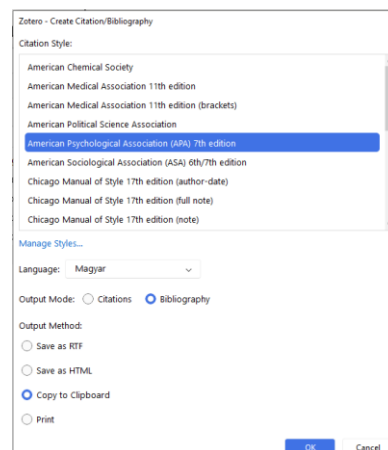 Zotero - Create Citation/Bibliography
Citation Style:
American Chemical Society
American Medical Association 11th edition
American Medical Association 11th edition (brackets)
American Political Science Association
American Psychological Association (APA) 7th edition
American Sociological Association (ASA) 6th/7th edition
Chicago Manual of Style 17th edition (author-date)
Chicago Manual of Style 17th edition (full note)
Chicago Manual of Style 17th edition (note)
Manage Styles...
Language: Magyar
Output Mode: Citations Bibliography
Output Method:
Save as RTF
Save as HTML
Copy to Clipboard
Print
OK Cancel